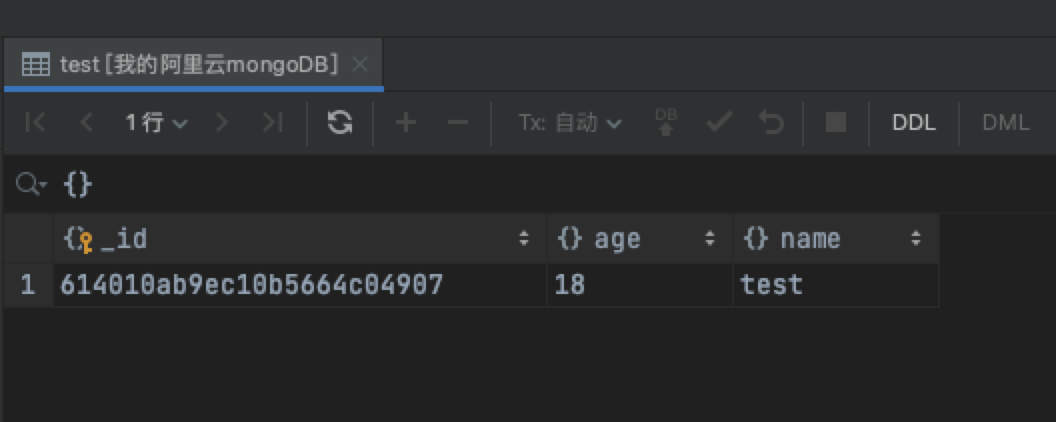 test [我的阿里云mongoDB]
1行 Tx: 自动 DB DDL DML
{}
{} _id {} age {} name
1 614010ab9ec10b5664c04907 18 test